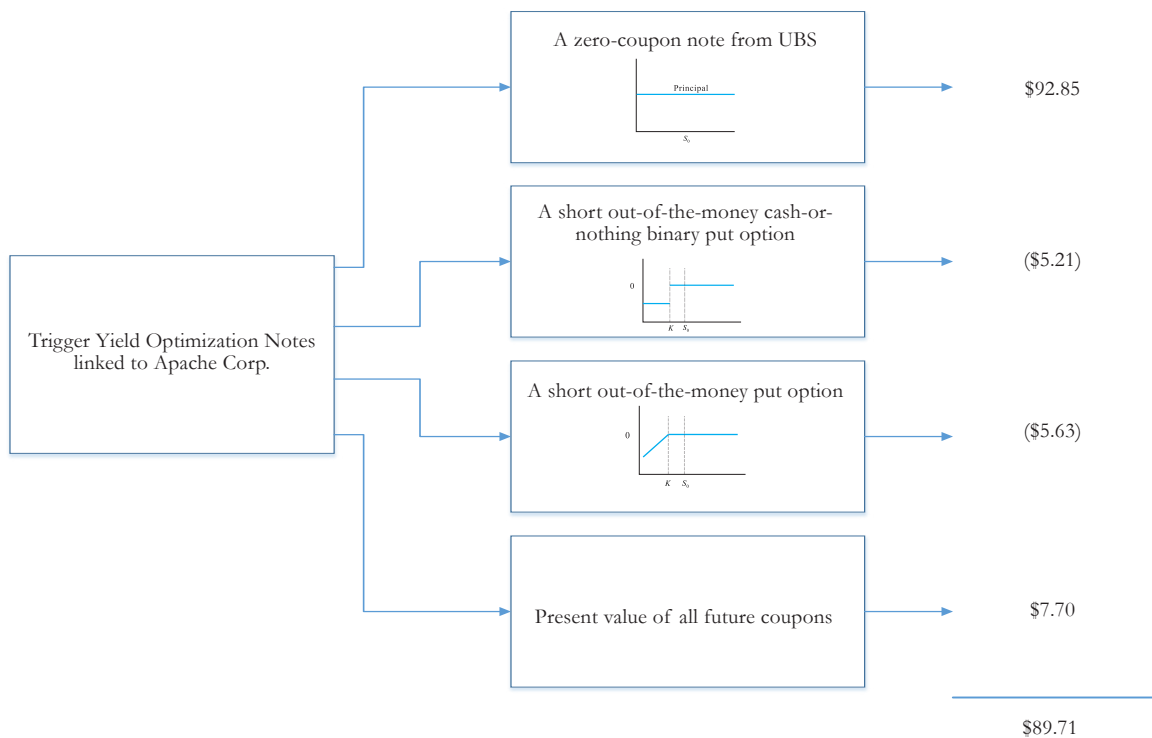 A zero-coupon note from UBS
Principal
S₀
$92.85
A short out-of-the-money cash-or-
nothing binary put option
0
K S₀
($5.21)
Trigger Yield Optimization Notes
linked to Apache Corp.
A short out-of-the-money put option
0
K S₀
($5.63)
Present value of all future coupons
$7.70
$89.71